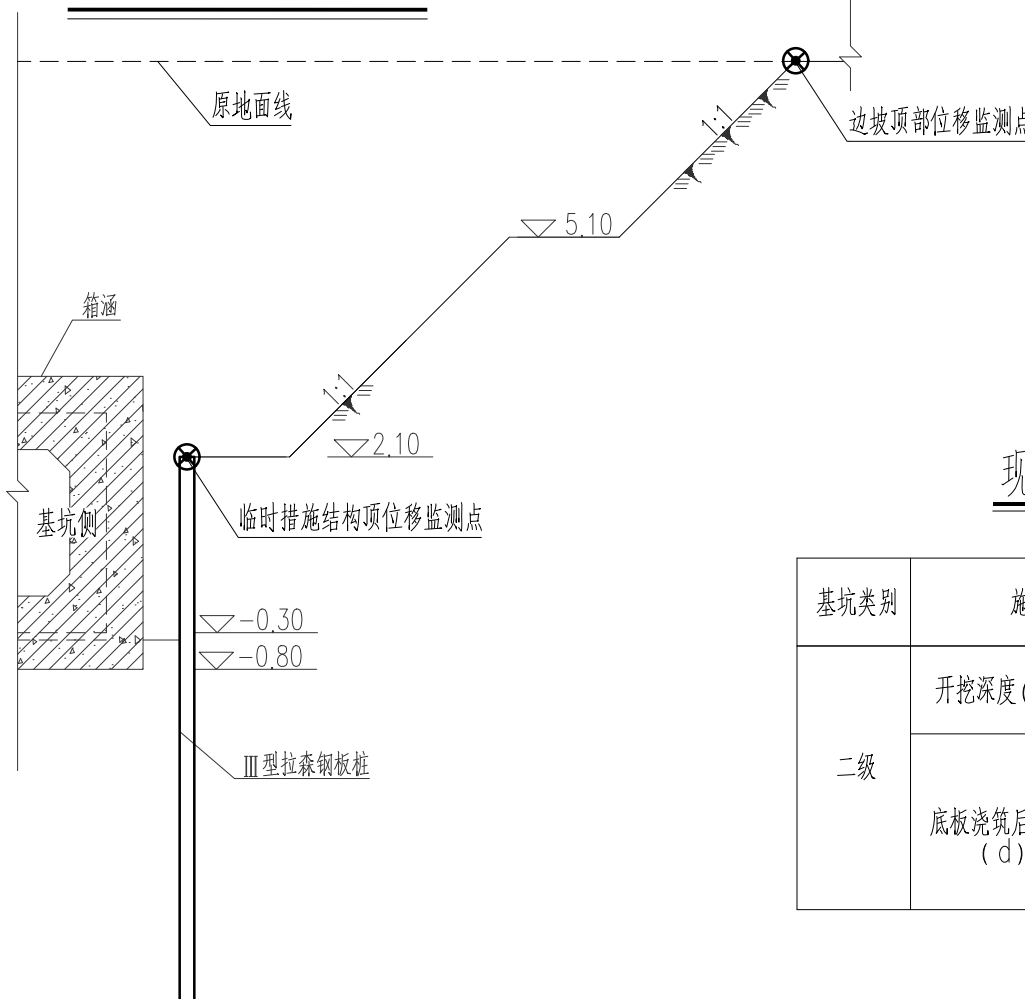 原地面线
1:1
边坡顶部位移监测点
5.10
箱涵
1:1
2.10
现
临时措施结构顶位移监测点
基坑侧
基坑类别
施
-0.30
-0.80
开挖深度(
二级
Ⅲ型拉森钢板桩
底板浇筑后
(d)